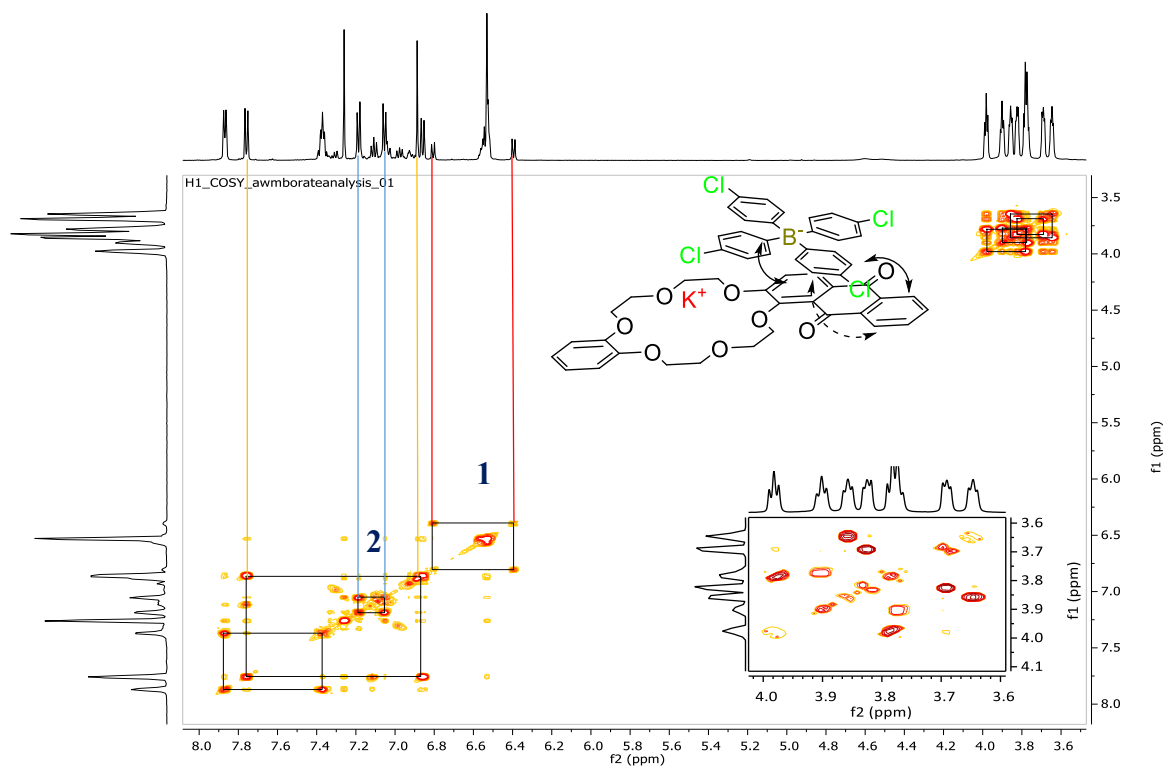 H1_COSY_awmborateanalysis_01
Cl
Cl
B-
Cl
O
Cl
O
O
K+
O
O
O
O
O
1
2
3.5
4.0
4.5
5.0
5.5
6.0
6.5
7.0
7.5
8.0
f1 (ppm)
3.6
3.7
3.8
3.9
4.0
4.1
f1 (ppm)
4.0 3.9 3.8 3.7 3.6
f2 (ppm)
8.0 7.8 7.6 7.4 7.2 7.0 6.8 6.6 6.4 6.2 6.0 5.8 5.6 5.4 5.2 5.0 4.8 4.6 4.4 4.2 4.0 3.8 3.6
f2 (ppm)